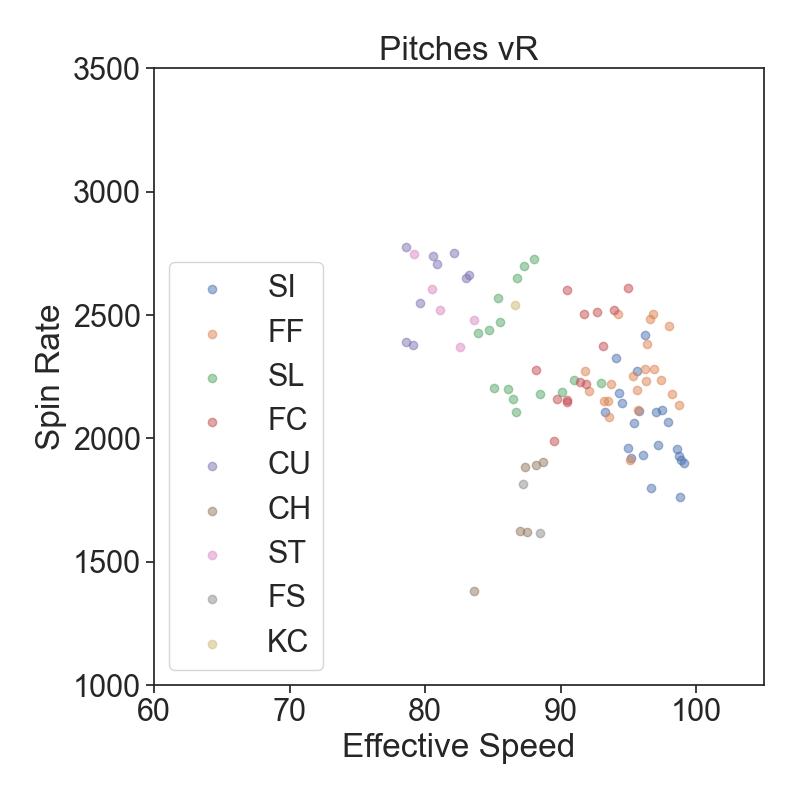 Pitches vR
3500
3000
2500
2000
1500
1000
Spin Rate
SI
FF
SL
FC
CU
CH
ST
FS
KC
60 70 80 90 100
Effective Speed